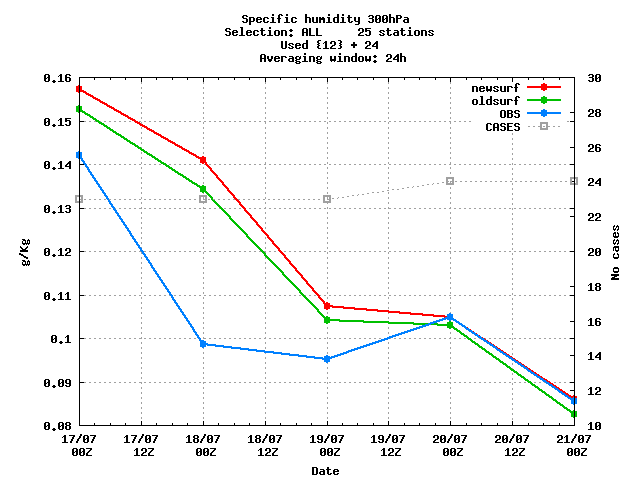 Specific humidity 300hPa
Selection: ALL     25 stations
Used {12} + 24
Averaging window: 24h
0.16
0.15
0.14
0.13
0.12
0.11
0.1
0.09
0.08
g/Kg
30
28
26
24
22
20
18
16
14
12
10
No cases
newsurf
oldsurf
OBS
CASES
17/07 17/07 18/07 18/07 19/07 19/07 20/07 20/07 21/07
00Z 12Z 00Z 12Z 00Z 12Z 00Z 12Z 00Z
Date